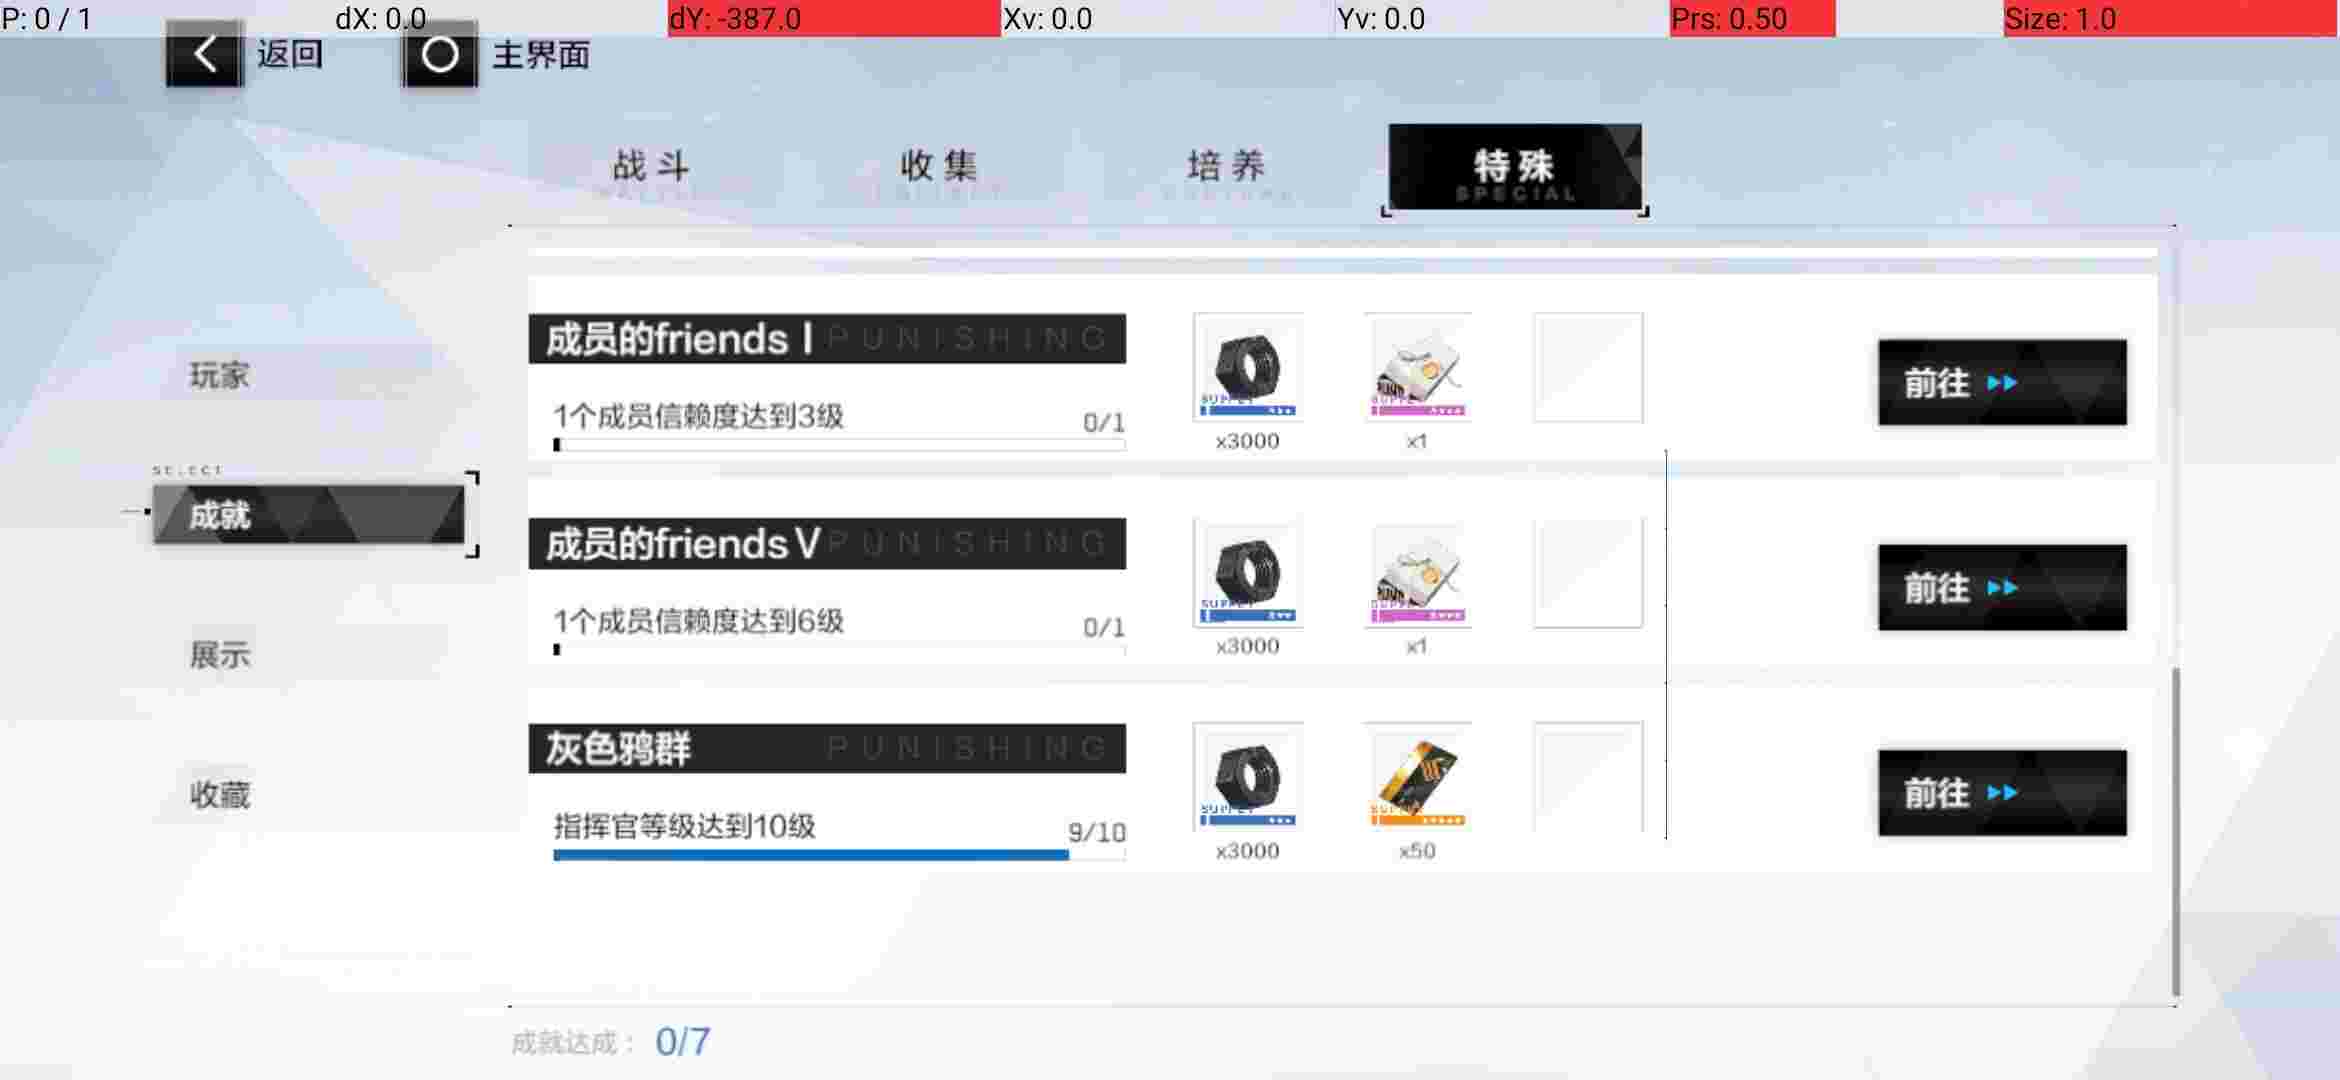 P: 0 / 1 dX: 0.0 dY: -387.0 Xv: 0.0 Yv: 0.0 Prs: 0.50 Size: 1.0
返回 主界面
战斗 收集 培养 特殊
SPECIAL
成员的friends Ⅰ PUNISHING
1个成员信赖度达到3级 0/1
SUPPLY
x3000 x1
前往
玩家
SELECT
成就
成员的friends Ⅴ PUNISHING
1个成员信赖度达到6级 0/1
SUPPLY
x3000 x1
前往
展示
灰色鸦群 PUNISHING
指挥官等级达到10级 9/10
SUPPLY
x3000 x50
前往
收藏
成就达成： 0/7